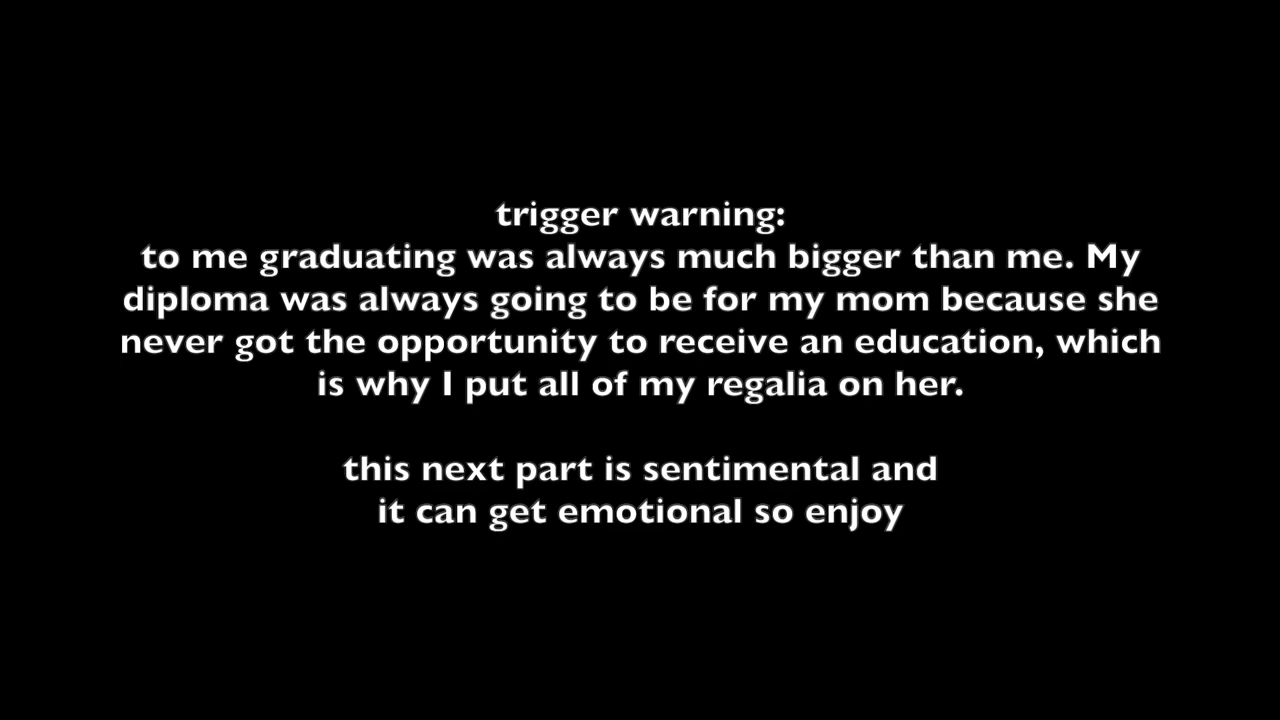 trigger warning:
to me graduating was always much bigger than me. My
diploma was always going to be for my mom because she
never got the opportunity to receive an education, which
is why I put all of my regalia on her.
this next part is sentimental and
it can get emotional so enjoy